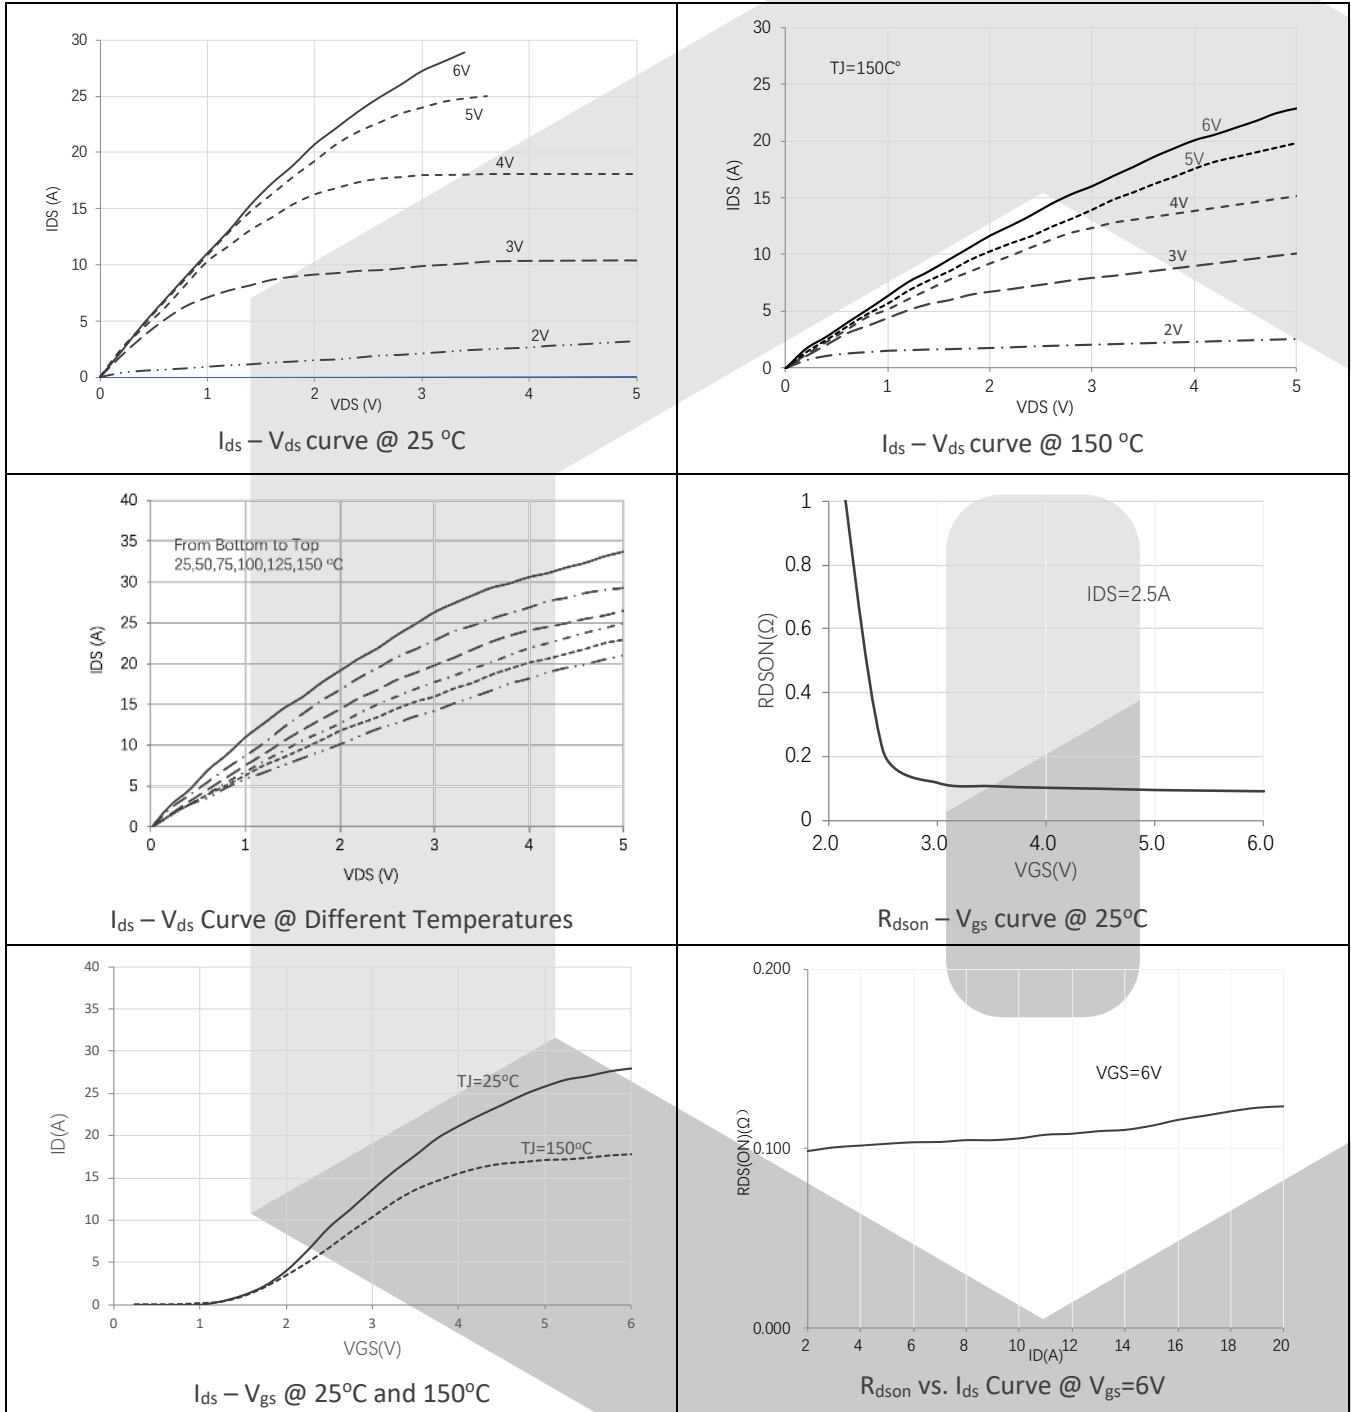 30
25
20
15
10
5
0
IDS (A)
6V
5V
4V
3V
2V
0 1 2 3 4 5
VDS (V)
Ids – Vds curve @ 25 oC
30
25
20
15
10
5
0
IDS (A)
TJ=150C°
6V
5V
4V
3V
2V
0 1 2 3 4 5
VDS (V)
Ids – Vds curve @ 150 oC
40
35
30
25
20
15
10
5
0
IDS (A)
From Bottom to Top
25,50,75,100,125,150 ºC
0 1 2 3 4 5
VDS (V)
Ids – Vds Curve @ Different Temperatures
1
0.8
0.6
0.4
0.2
0
RDSON(Ω)
IDS=2.5A
2.0 3.0 4.0 5.0 6.0
VGS(V)
Rdson – Vgs curve @ 25oC
40
35
30
25
20
15
10
5
0
ID(A)
TJ=25oC
TJ=150oC
0 1 2 3 4 5 6
VGS(V)
Ids – Vgs @ 25oC and 150oC
0.200
0.100
0.000
RDS(ON)(Ω)
VGS=6V
2 4 6 8 10 12 14 16 18 20
ID(A)
Rdson vs. Ids Curve @ Vgs=6V